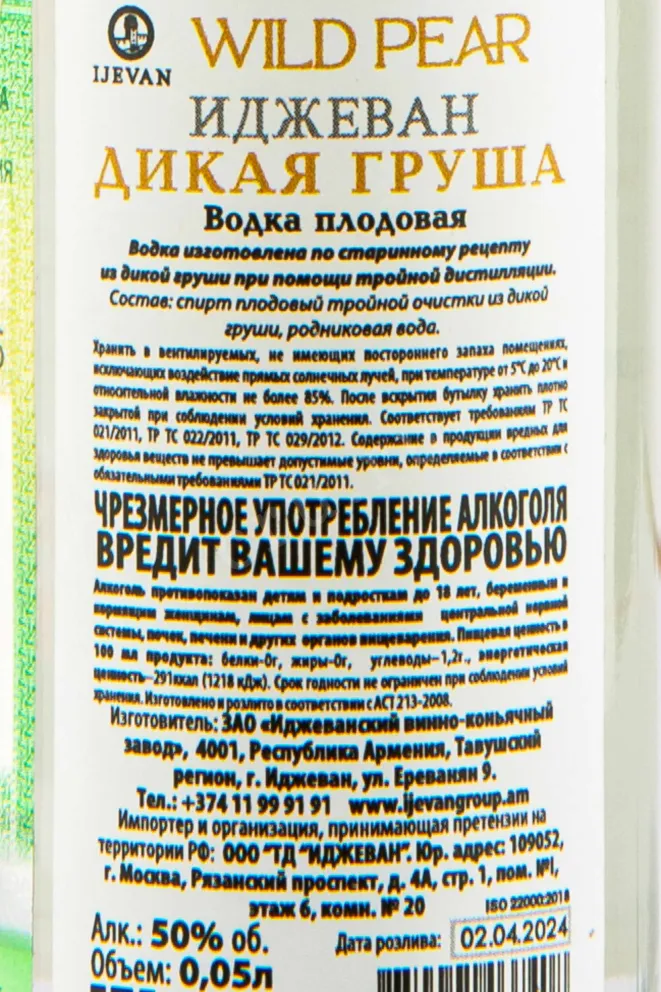 IJEVAN
WILD PEAR
ИДЖЕВАН
ДИКАЯ ГРУША
Водка плодовая
Водка изготовлена по старинному рецепту
из дикой груши при помощи тройной дистилляции.
Состав: спирт плодовый тройной очистки из дикой
груши, родниковая вода.
Хранить в вентилируемых, не имеющих постороннего запаха помещениях,
исключающих воздействие прямых солнечных лучей, при температуре от 5°C до 20°C и
относительной влажности не более 85%. После вскрытия бутылку хранить плотно
закрытой при соблюдении условий хранения. Соответствует требованиям ТР ТС
021/2011, ТР ТС 022/2011, ТР ТС 029/2012. Содержание в продукции вредных для
здоровья веществ не превышает допустимые уровни, определяемые в соответствии с
обязательными требованиями ТР ТС 021/2011.
ЧРЕЗМЕРНОЕ УПОТРЕБЛЕНИЕ АЛКОГОЛЯ
ВРЕДИТ ВАШЕМУ ЗДОРОВЬЮ
Алкоголь противопоказан детям и подросткам до 18 лет, беременным и
кормящим женщинам, лицам с заболеваниями центральной нервной
системы, почек, печени и других органов пищеварения. Пищевая ценность в
100 мл продукта: белки-0г, жиры-0г, углеводы-1,2г., энергетическая
ценность-291ккал (1218 кДж). Срок годности не ограничен при соблюдении условий
хранения. Изготовлено и розлито в соответствии с АСТ 213-2008.
Изготовитель: ЗАО «Иджеванский винно-коньячный
завод», 4001, Республика Армения, Тавушский
регион, г. Иджеван, ул. Ереванян 9.
Тел.: +374 11 99 91 91 www.ijevangroup.am
Импортер и организация, принимающая претензии на
территории РФ: ООО "ТД "ИДЖЕВАН". Юр. адрес: 109052,
г. Москва, Рязанский проспект, д. 4А, стр. 1, пом. №I,
этаж 6, комн. № 20
ISO 22000:2018
Алк.: 50% об.
Дата розлива: 02.04.2024
Объем: 0,05л